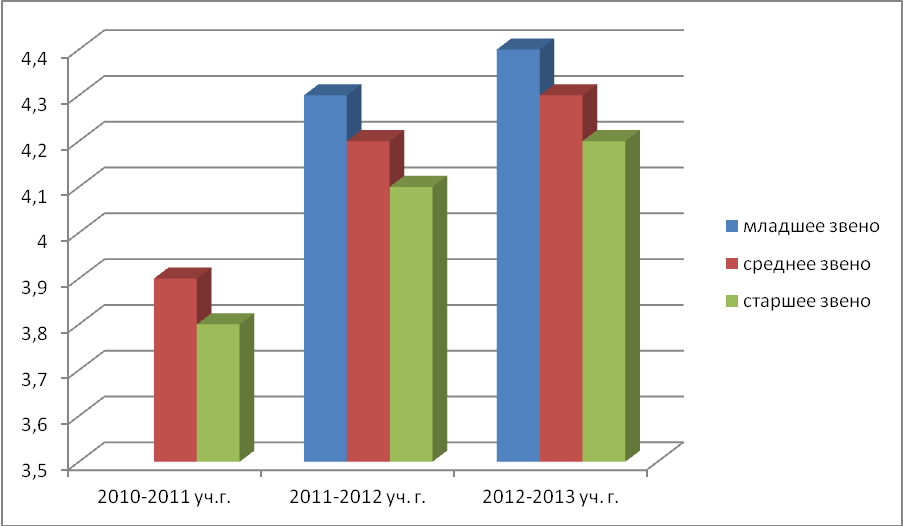 4,4
4,3
4,2
4,1
4
3,9
3,8
3,7
3,6
3,5
2010-2011 уч.г.
2011-2012 уч. г.
2012-2013 уч. г.
младшее звено
среднее звено
старшее звено